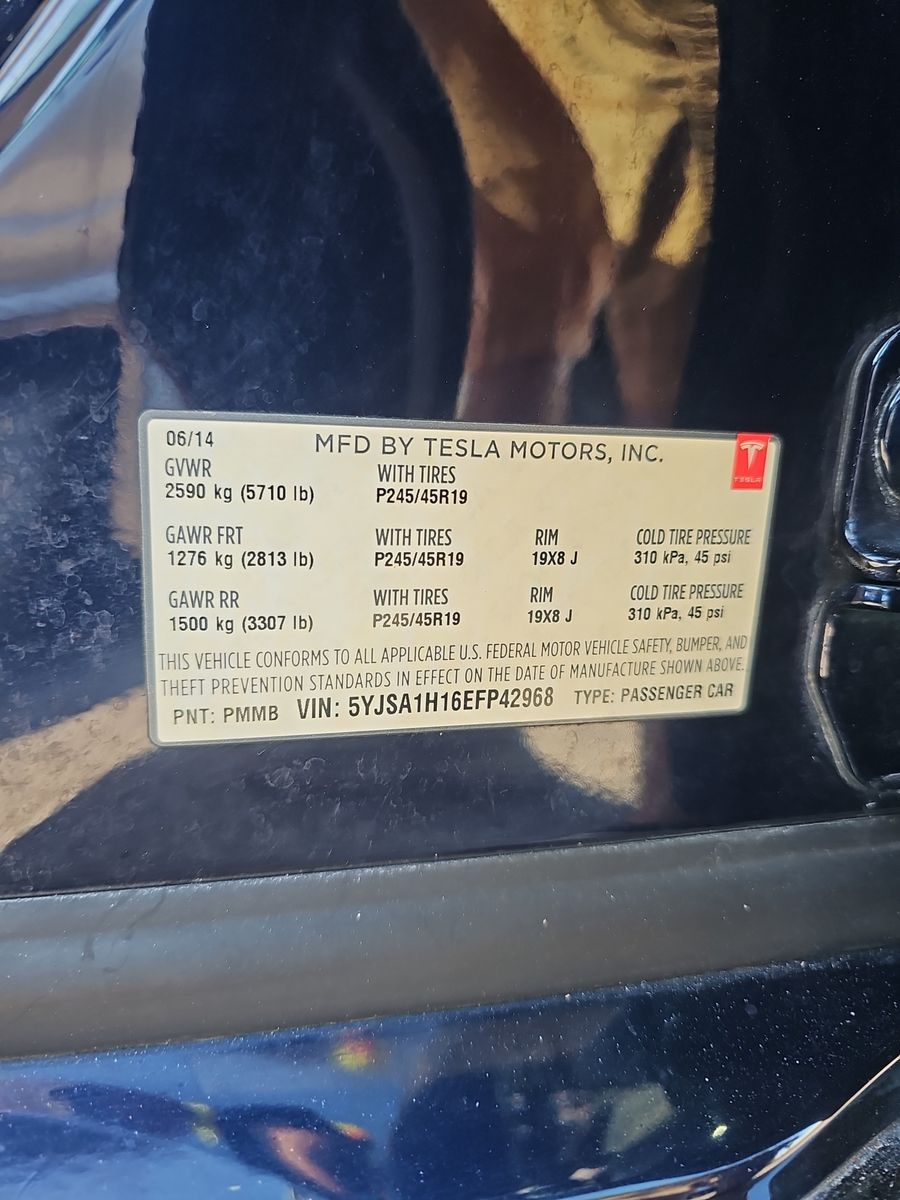 06/14 MFD BY TESLA MOTORS, INC.
TESLA
GVWR WITH TIRES
2590 kg (5710 lb) P245/45R19
GAWR FRT WITH TIRES RIM COLD TIRE PRESSURE
1276 kg (2813 lb) P245/45R19 19X8 J 310 kPa, 45 psi
GAWR RR WITH TIRES RIM COLD TIRE PRESSURE
1500 kg (3307 lb) P245/45R19 19X8 J 310 kPa, 45 psi
THIS VEHICLE CONFORMS TO ALL APPLICABLE U.S. FEDERAL MOTOR VEHICLE SAFETY, BUMPER, AND
THEFT PREVENTION STANDARDS IN EFFECT ON THE DATE OF MANUFACTURE SHOWN ABOVE.
PNT: PMMB VIN: 5YJSA1H16EFP42968 TYPE: PASSENGER CAR